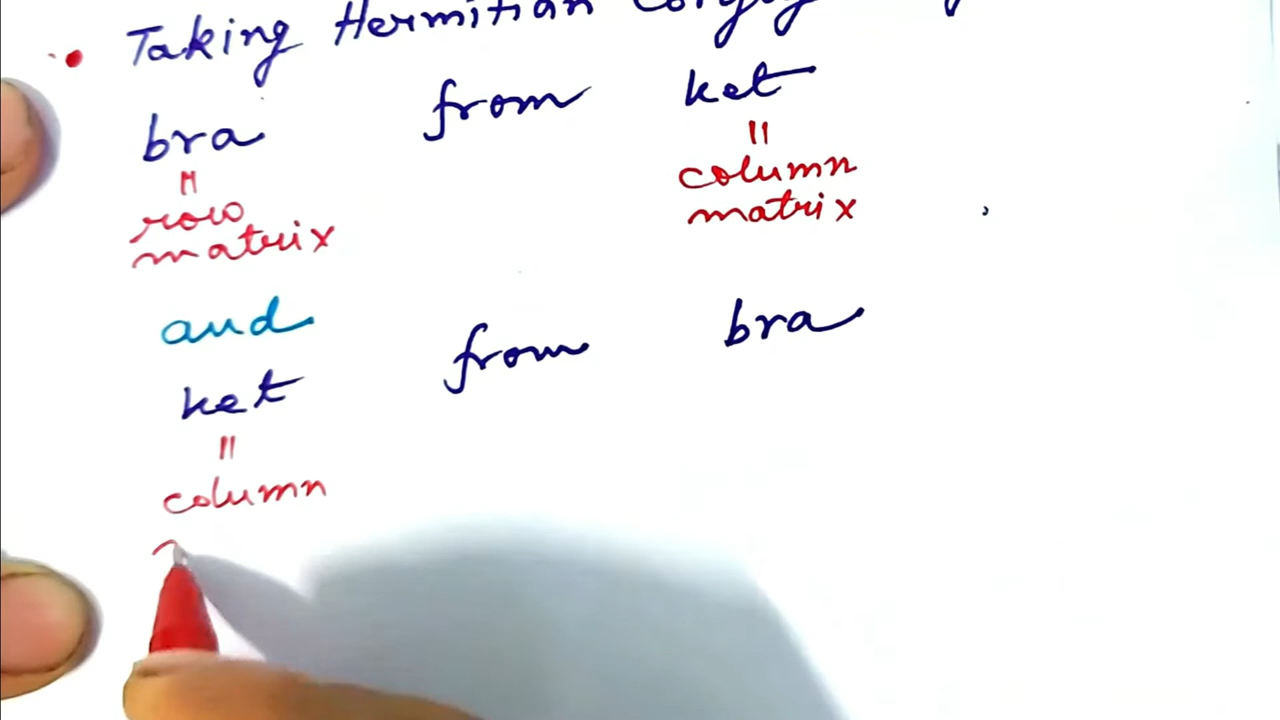 • Taking Hermitian
bra from ket
= =
row column
matrix matrix
and
ket from bra
=
column